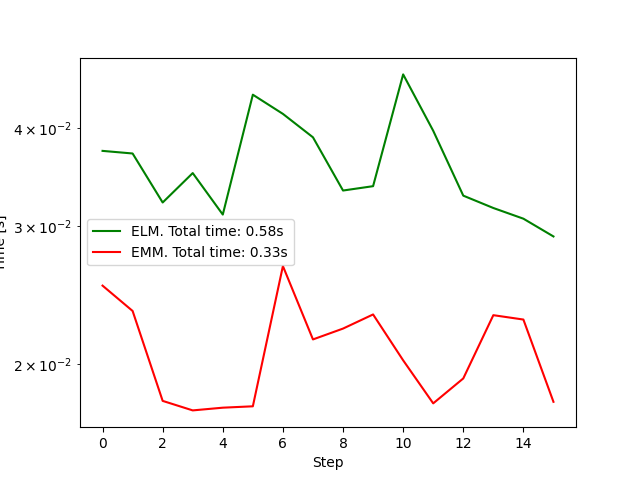 4 × 10⁻²
3 × 10⁻²
2 × 10⁻²
Time [s]
ELM. Total time: 0.58s
EMM. Total time: 0.33s
0 2 4 6 8 10 12 14
Step